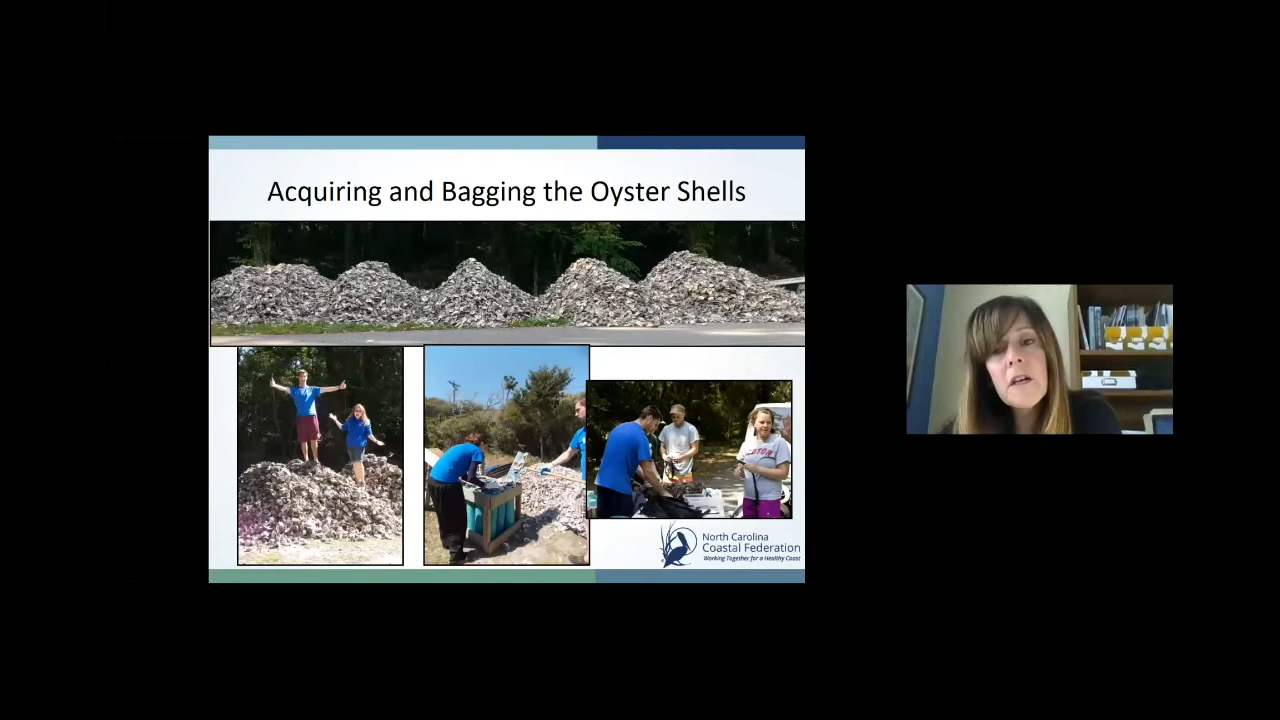 Acquiring and Bagging the Oyster Shells
North Carolina
Coastal Federation
Working Together for a Healthy Coast